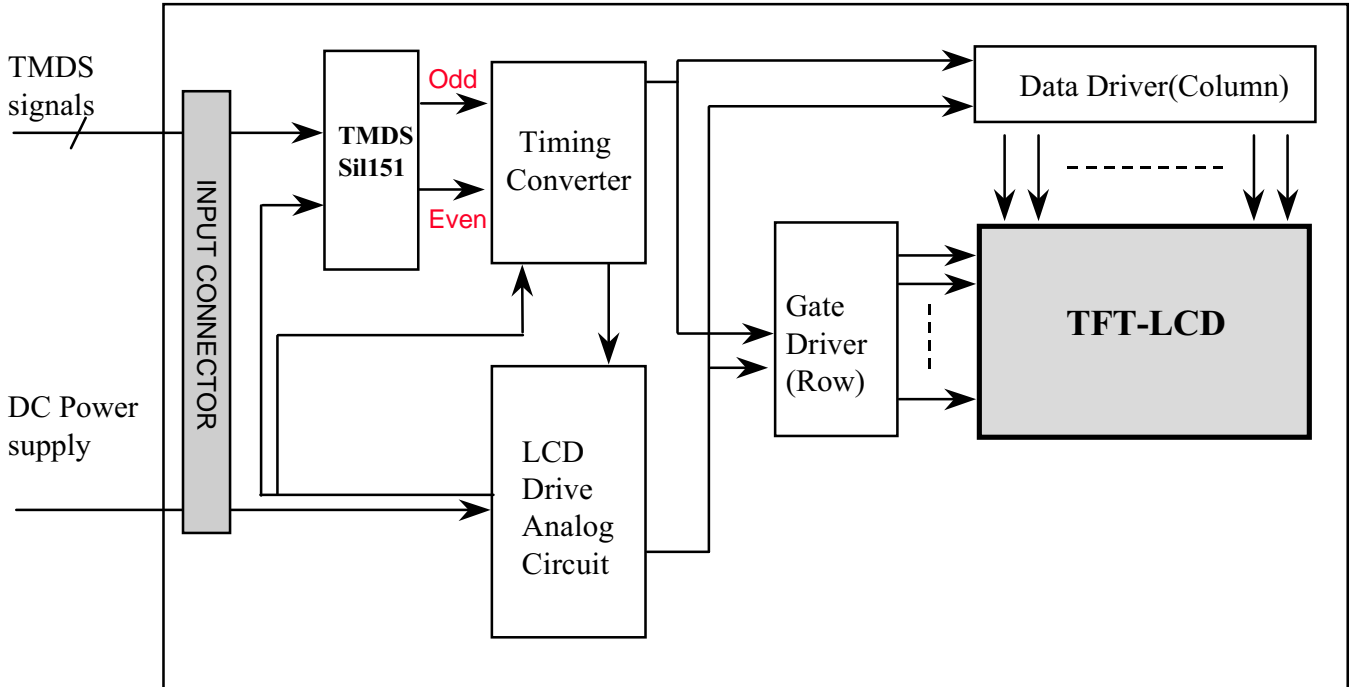 TMDS
signals
DC Power
supply
INPUT CONNECTOR
TMDS
Sil151
Odd
Even
Timing
Converter
LCD
Drive
Analog
Circuit
Data Driver(Column)
Gate
Driver
(Row)
TFT-LCD